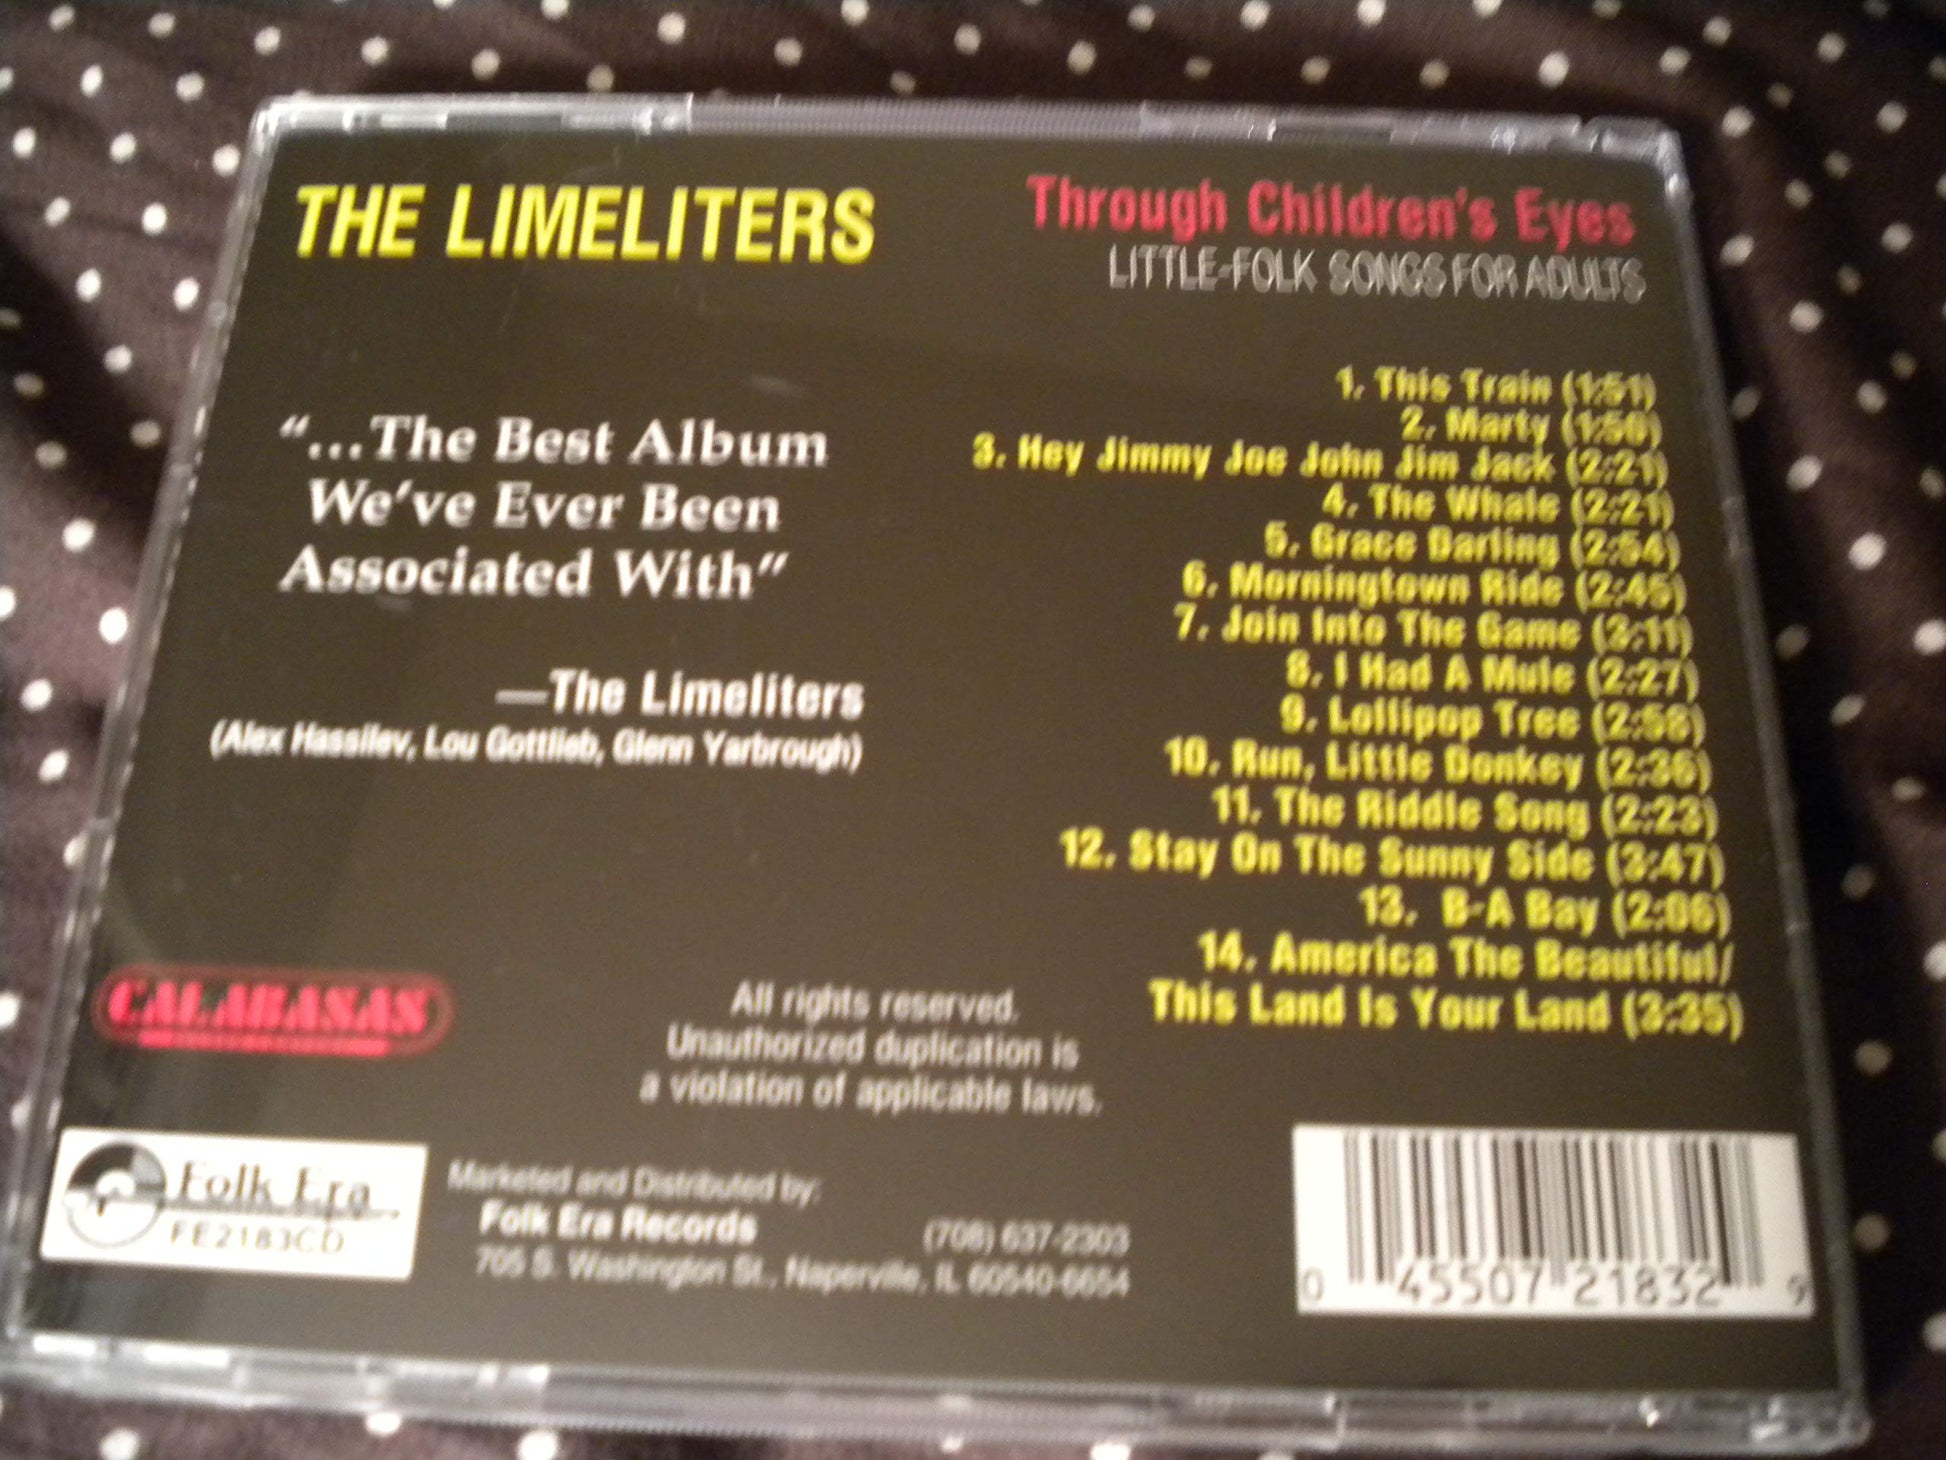 THE LIMELITERS
Through Children's Eyes
LITTLE-FOLK SONGS FOR ADULTS
"...The Best Album
We've Ever Been
Associated With"
—The Limeliters
(Alex Hassilev, Lou Gottlieb, Glenn Yarbrough)
1. This Train (1:51)
2. Marty (1:50)
3. Hey Jimmy Joe John Jim Jack (2:21)
4. The Whale (2:21)
5. Grace Darling (2:54)
6. Morningtown Ride (2:45)
7. Join Into The Game (3:11)
8. I Had A Mule (2:27)
9. Lollipop Tree (2:58)
10. Run, Little Donkey (2:36)
11. The Riddle Song (2:23)
12. Stay On The Sunny Side (3:47)
13. B-A Bay (2:06)
14. America The Beautiful/
This Land Is Your Land (3:35)
CALABASAS
All rights reserved.
Unauthorized duplication is
a violation of applicable laws.
Folk Era
FE2183CD
Marketed and Distributed by:
Folk Era Records
(708) 637-2303
705 S. Washington St., Naperville, IL 60540-6654
0 45507 21832 9